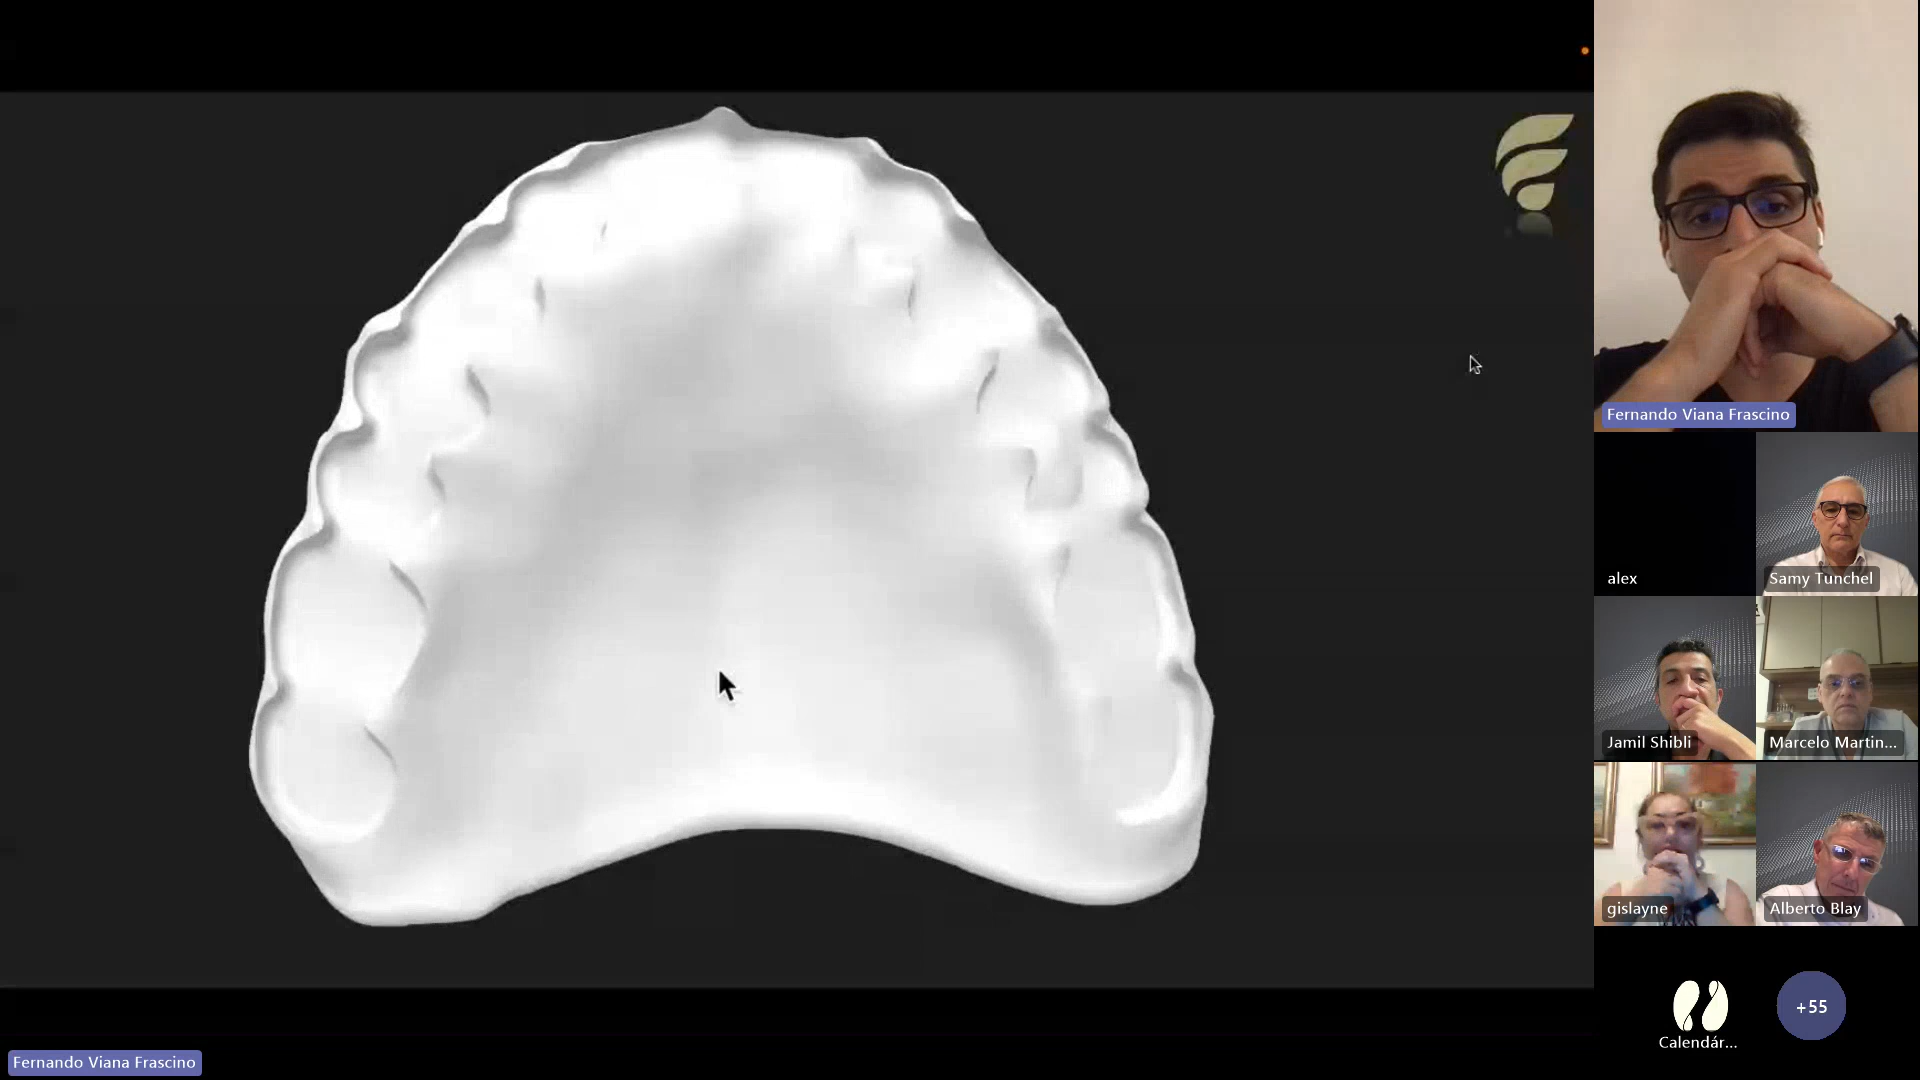 Fernando Viana Frascino
alex
Samy Tunchel
Jamil Shibli
Marcelo Martin...
gislayne
Alberto Blay
+55
Calendár...
Fernando Viana Frascino